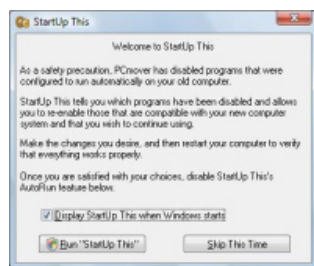 StartUp This
Welcome to StartUp This
As a safety precaution, PCmover has disabled programs that were
configured to run automatically on your old computer.
StartUp This tells you which programs have been disabled and allows
you to re-enable those that are compatible with your new computer
system and that you wish to continue using.
Make the changes you desire, and then restart your computer to verify
that everything works properly.
Once you are satisfied with your choices, disable StartUp This's
AutoRun feature below.
Display StartUp This when Windows starts
Run "StartUp This"
Skip This Time